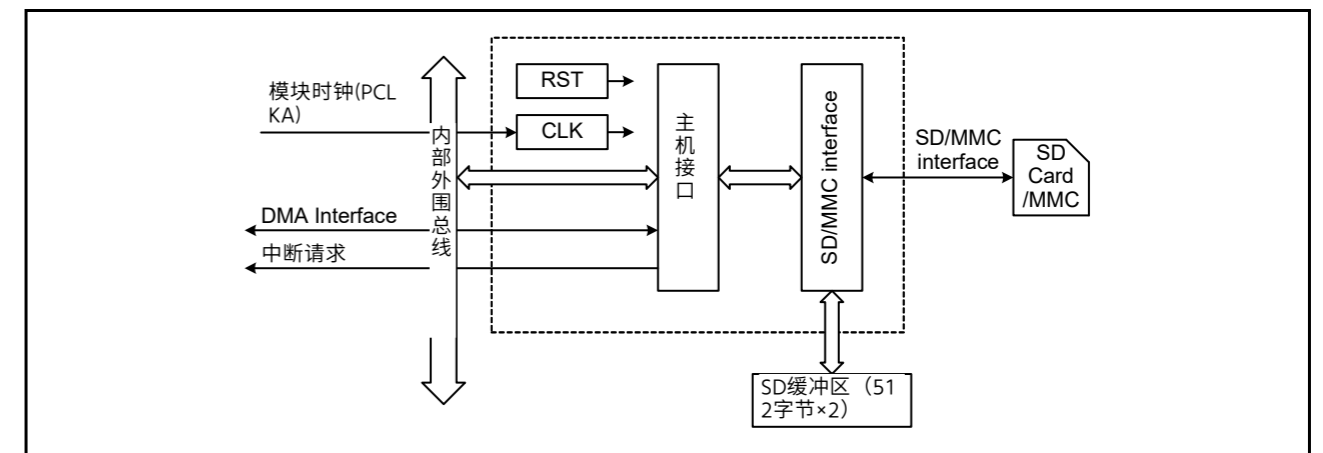 模块时钟(PCL
KA)
内部外围总线
DMA Interface
中断请求
RST
CLK
主机接口
SD/MMC interface
SD/MMC
interface
SD
Card
/MMC
SD缓冲区（51
2字节×2）